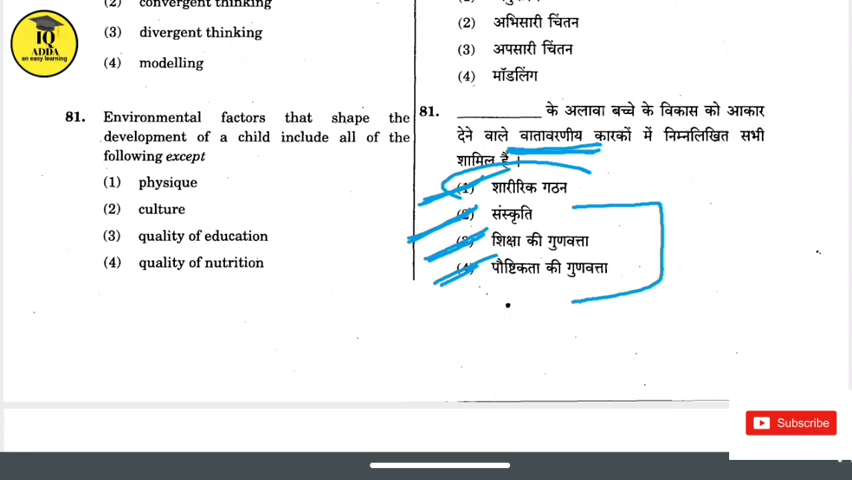 IQ
ADDA
an easy learning
(2) convergent thinking
(3) divergent thinking
(4) modelling
81. Environmental factors that shape the
development of a child include all of the
following except
(1) physique
(2) culture
(3) quality of education
(4) quality of nutrition
(2) अभिसारी चिंतन
(3) अपसारी चिंतन
(4) मॉडलिंग
81. __________ के अलावा बच्चे के विकास को आकार
देने वाले वातावरणीय कारकों में निम्नलिखित सभी
शामिल हैं ।
(1) शारीरिक गठन
(2) संस्कृति
(3) शिक्षा की गुणवत्ता
(4) पौष्टिकता की गुणवत्ता
Subscribe